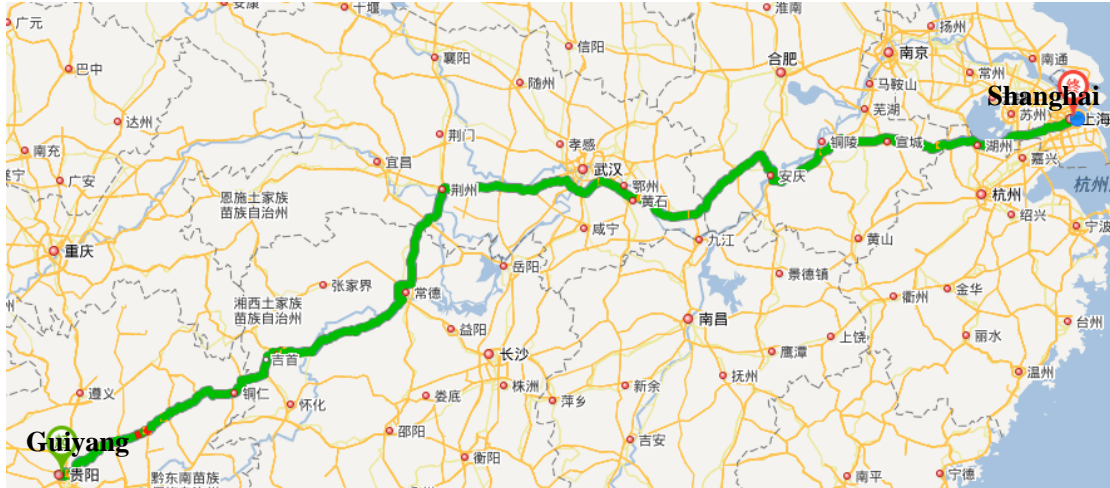 广元
安康
十堰
淮南
扬州
襄阳
信阳
南京
南通
巴中
合肥
常州
随州
马鞍山
终
Shanghai
达州
荆门
芜湖
苏州
上海
南充
孝感
铜陵
宣城
湖州
遂宁
宜昌
武汉
嘉兴
广安
恩施土家族
苗族自治州
荆州
鄂州
安庆
杭州
杭州
黄石
绍兴
重庆
咸宁
九江
黄山
宁波
岳阳
张家界
景德镇
常德
衢州
金华
湘西土家族
苗族自治州
益阳
南昌
台州
吉首
长沙
鹰潭
上饶
丽水
温州
遵义
铜仁
怀化
娄底
株洲
萍乡
新余
抚州
Guiyang
邵阳
吉安
衡阳
贵阳
黔东南苗族
南平
宁德